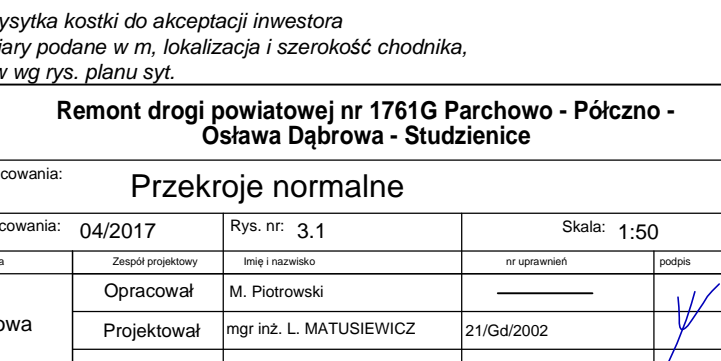 ysytka kostki do akceptacji inwestora
iary podane w m, lokalizacja i szerokość chodnika,
w wg rys. planu syt.
Remont drogi powiatowej nr 1761G Parchowo - Półczno -
Osława Dąbrowa - Studzienice
cowania: Przekroje normalne
cowania: 04/2017 Rys. nr: 3.1 Skala: 1:50
a Zespół projektowy Imię i nazwisko nr uprawnień podpis
Opracował M. Piotrowski
owa Projektował mgr inż. L. MATUSIEWICZ 21/Gd/2002